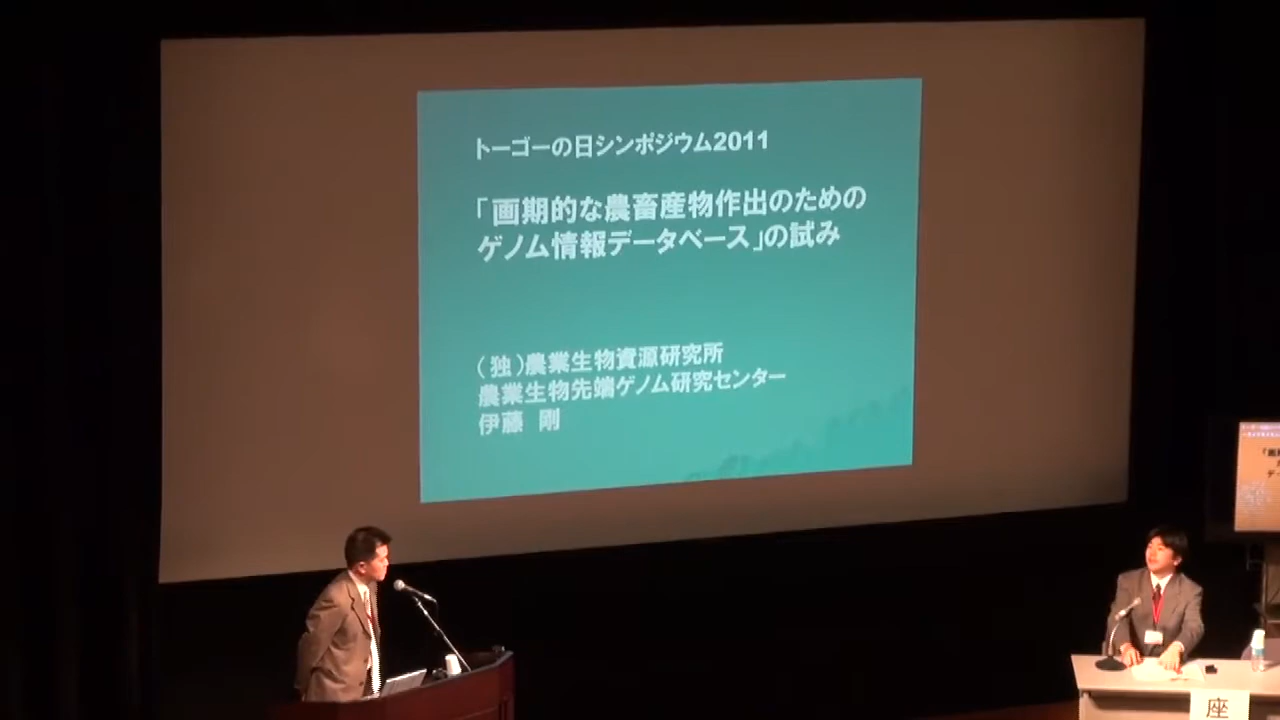 トーゴーの日シンポジウム2011
「画期的な農畜産物作出のための
ゲノム情報データベース」の試み
（独）農業生物資源研究所
農業生物先端ゲノム研究センター
伊藤 剛
座